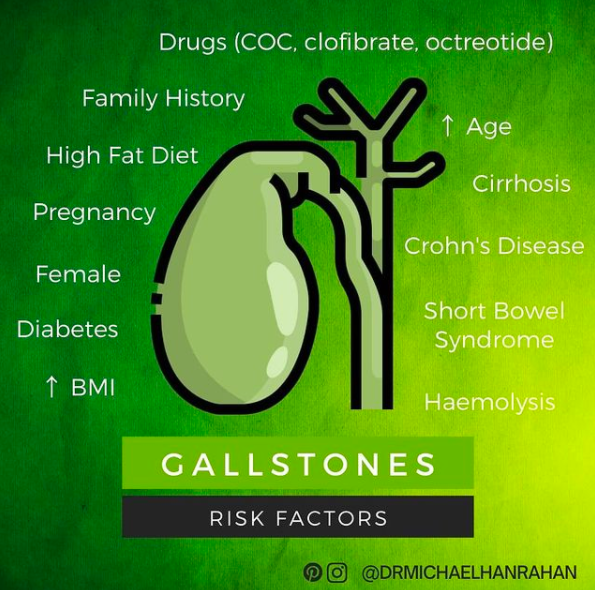 Drugs (COC, clofibrate, octreotide)
Family History
↑ Age
High Fat Diet
Cirrhosis
Pregnancy
Crohn's Disease
Female
Short Bowel
Syndrome
Diabetes
↑ BMI
Haemolysis
GALLSTONES
RISK FACTORS
@DRMICHAELHANRAHAN